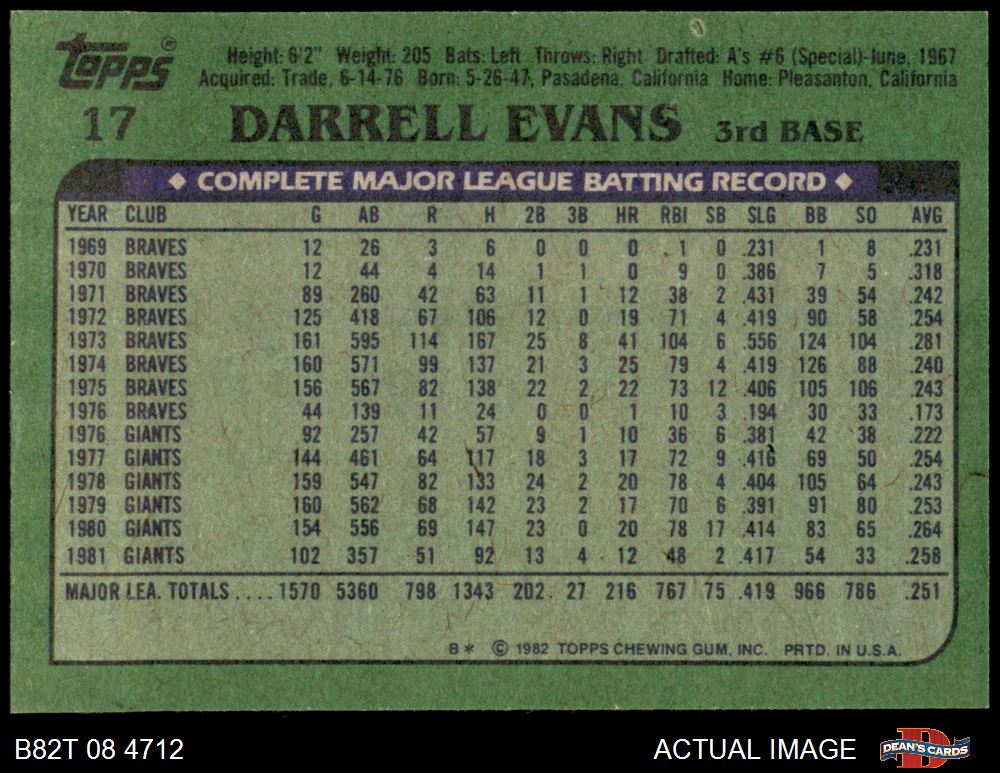 Topps® Height: 6'2" Weight: 205 Bats: Left Throws: Right Drafted: A's #6 (Special)-June, 1967
Acquired: Trade, 6-14-76 Born: 5-26-47, Pasadena, California Home: Pleasanton, California
17 DARRELL EVANS 3rd BASE
◆ COMPLETE MAJOR LEAGUE BATTING RECORD ◆
YEAR CLUB G AB R H 2B 3B HR RBI SB SLG BB SO AVG
1969 BRAVES 12 26 3 6 0 0 0 1 0 .231 1 8 .231
1970 BRAVES 12 44 4 14 1 1 0 9 0 .386 7 5 .318
1971 BRAVES 89 260 42 63 11 1 12 38 2 .431 39 54 .242
1972 BRAVES 125 418 67 106 12 0 19 71 4 .419 90 58 .254
1973 BRAVES 161 595 114 167 25 8 41 104 6 .556 124 104 .281
1974 BRAVES 160 571 99 137 21 3 25 79 4 .419 126 88 .240
1975 BRAVES 156 567 82 138 22 2 22 73 12 .406 105 106 .243
1976 BRAVES 44 139 11 24 0 0 1 10 3 .194 30 33 .173
1976 GIANTS 92 257 42 57 9 1 10 36 6 .381 42 38 .222
1977 GIANTS 144 461 64 117 18 3 17 72 9 .416 69 50 .254
1978 GIANTS 159 547 82 133 24 2 20 78 4 .404 105 64 .243
1979 GIANTS 160 562 68 142 23 2 17 70 6 .391 91 80 .253
1980 GIANTS 154 556 69 147 23 0 20 78 17 .414 83 65 .264
1981 GIANTS 102 357 51 92 13 4 12 48 2 .417 54 33 .258
MAJOR LEA. TOTALS .... 1570 5360 798 1343 202 27 216 767 75 .419 966 786 .251
B* © 1982 TOPPS CHEWING GUM, INC. PRTD. IN U.S.A.
B82T 08 4712 ACTUAL IMAGE DEAN'S CARDS